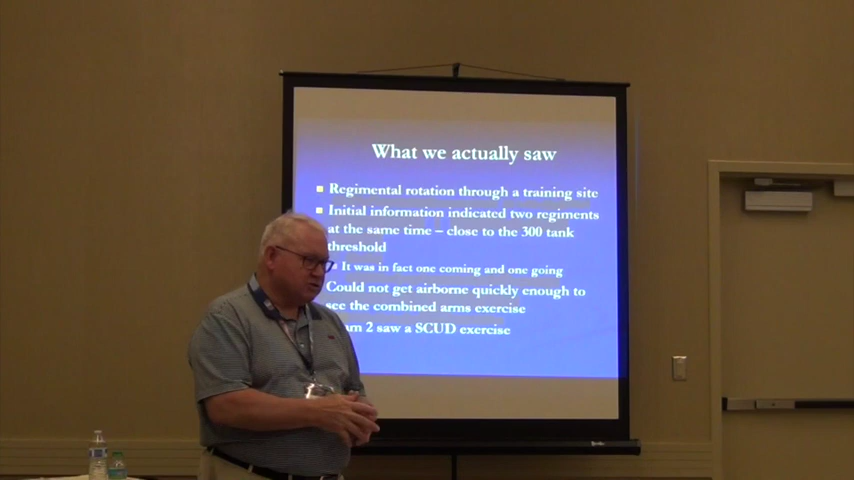 What we actually saw
Regimental rotation through a training site
Initial information indicated two regiments
at the same time – close to the 300 tank
threshold
It was in fact one coming and one going
Could not get airborne quickly enough to
see the combined arms exercise
am 2 saw a SCUD exercise